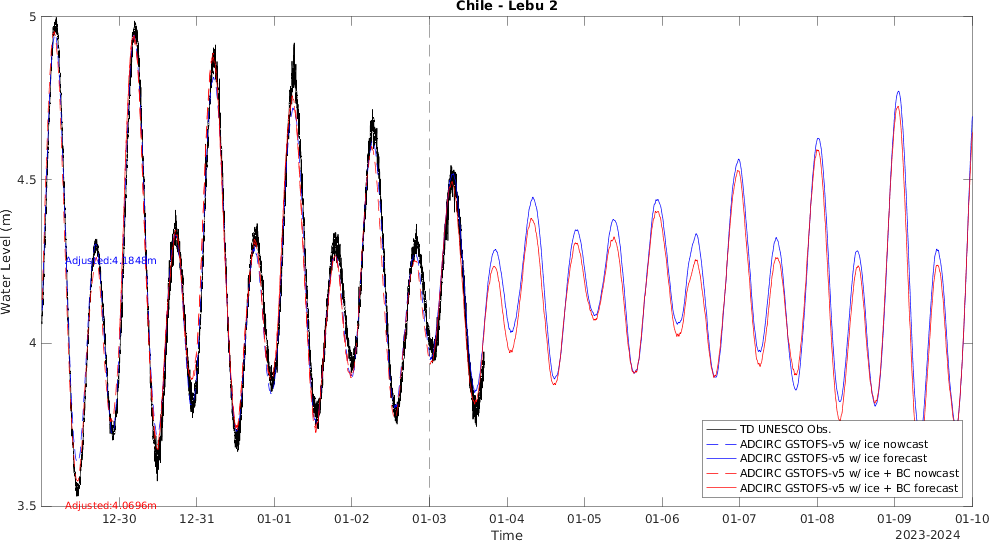 Chile - Lebu 2
Water Level (m)
5
4.5
4
3.5
Adjusted:4.1848m
Adjusted:4.0696m
TD UNESCO Obs.
ADCIRC GSTOFS-v5 w/ ice nowcast
ADCIRC GSTOFS-v5 w/ ice forecast
ADCIRC GSTOFS-v5 w/ ice + BC nowcast
ADCIRC GSTOFS-v5 w/ ice + BC forecast
12-30 12-31 01-01 01-02 01-03 01-04 01-05 01-06 01-07 01-08 01-09 01-10
Time
2023-2024